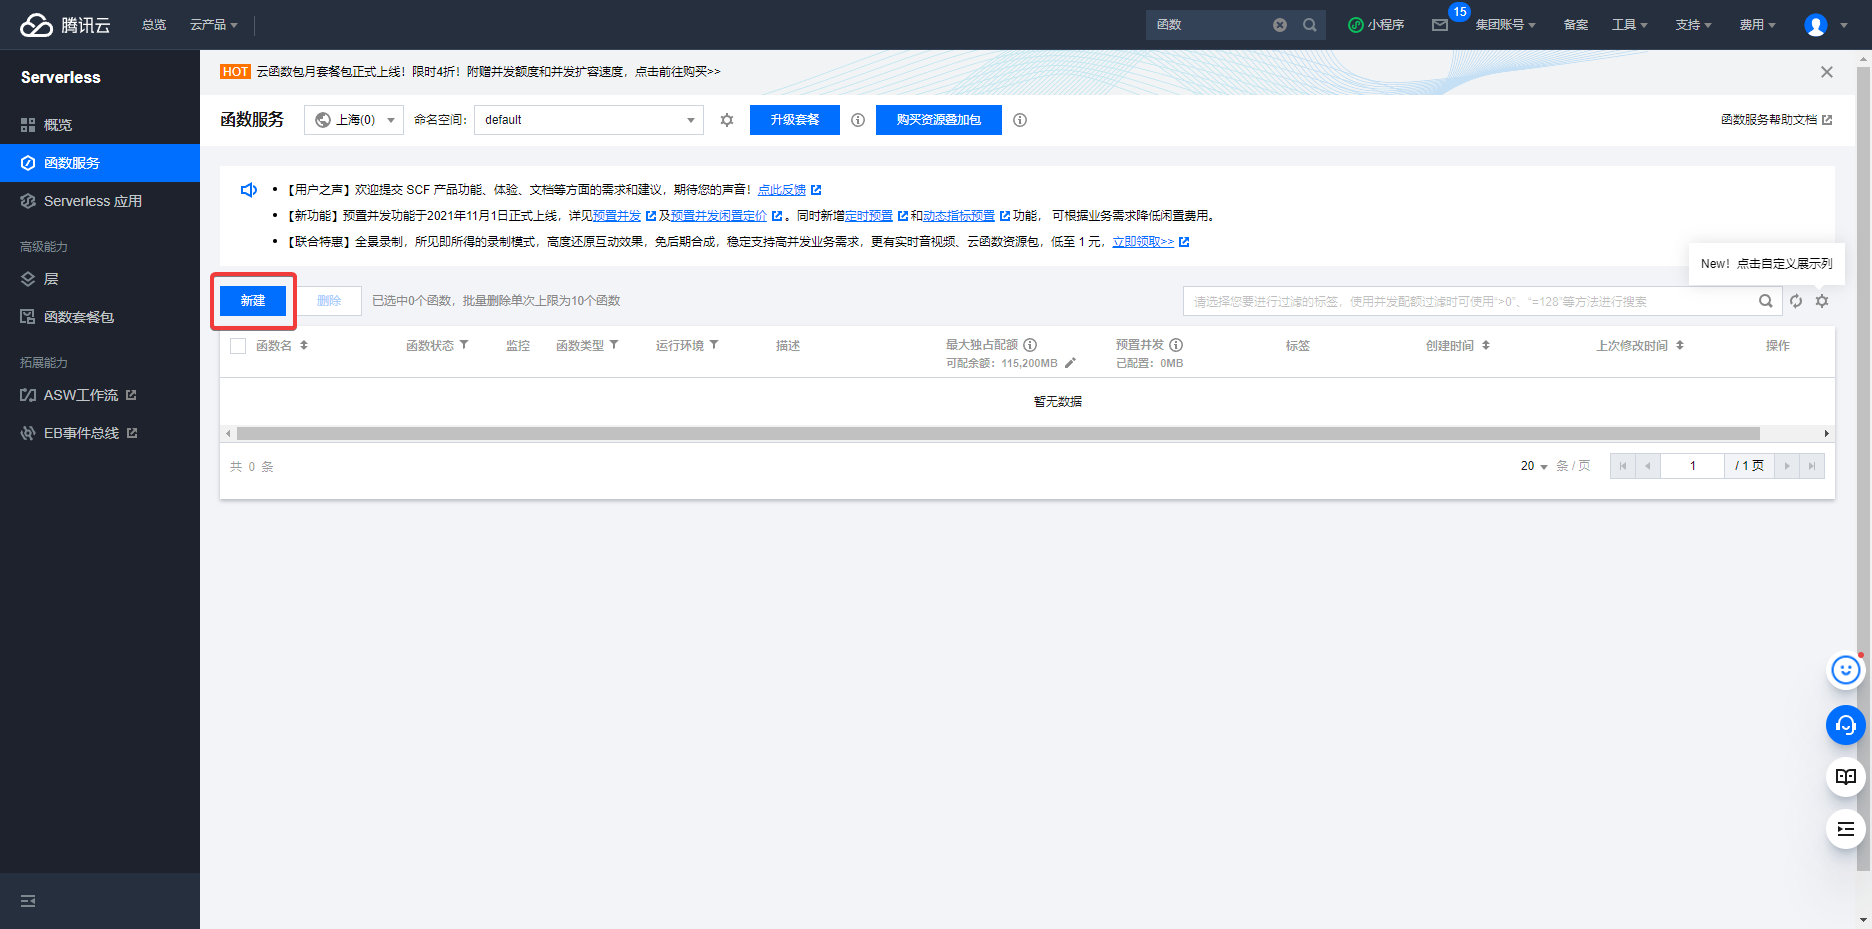 腾讯云 总览 云产品 函数 小程序 15 集团账号 备案 工具 支持 费用
Serverless
概览
函数服务
Serverless 应用
高级能力
层
函数套餐包
拓展能力
ASW工作流
EB事件总线
HOT 云函数包月套餐包正式上线！限时4折！附赠并发额度和并发扩容速度，点击前往购买>>
函数服务 上海(0) 命名空间： default 升级套餐 购买资源叠加包 函数服务帮助文档
• 【用户之声】欢迎提交 SCF 产品功能、体验、文档等方面的需求和建议，期待您的声音！点此反馈
• 【新功能】预置并发功能于2021年11月1日正式上线，详见预置并发 及预置并发闲置定价 。同时新增定时预置 和动态指标预置 功能， 可根据业务需求降低闲置费用。
• 【联合特惠】全景录制，所见即所得的录制模式，高度还原互动效果，免后期合成，稳定支持高并发业务需求，更有实时音视频、云函数资源包，低至 1 元，立即领取>>
New！点击自定义展示列
新建 删除 已选中0个函数，批量删除单次上限为10个函数 请选择您要进行过滤的标签，使用并发配额过滤时可使用“>0”、“=128”等方法进行搜索
函数名 函数状态 监控 函数类型 运行环境 描述 最大独占配额 预置并发 标签 创建时间 上次修改时间 操作
可配余额：115,200MB 已配置：0MB
暂无数据
共 0 条 20 条 / 页 1 / 1 页